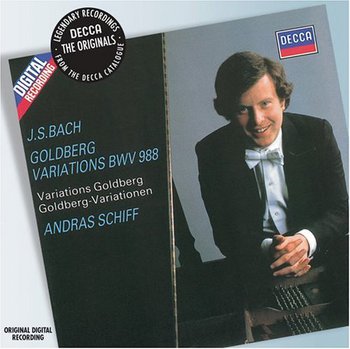 LEGENDARY RECORDINGS
DECCA
THE ORIGINALS
FROM THE DECCA CATALOGUE
DIGITAL
RECORDING
DECCA
J.S.BACH
GOLDBERG
VARIATIONS BWV 988
Variations Goldberg
Goldberg-Variationen
ANDRAS SCHIFF
ORIGINAL DIGITAL
RECORDING